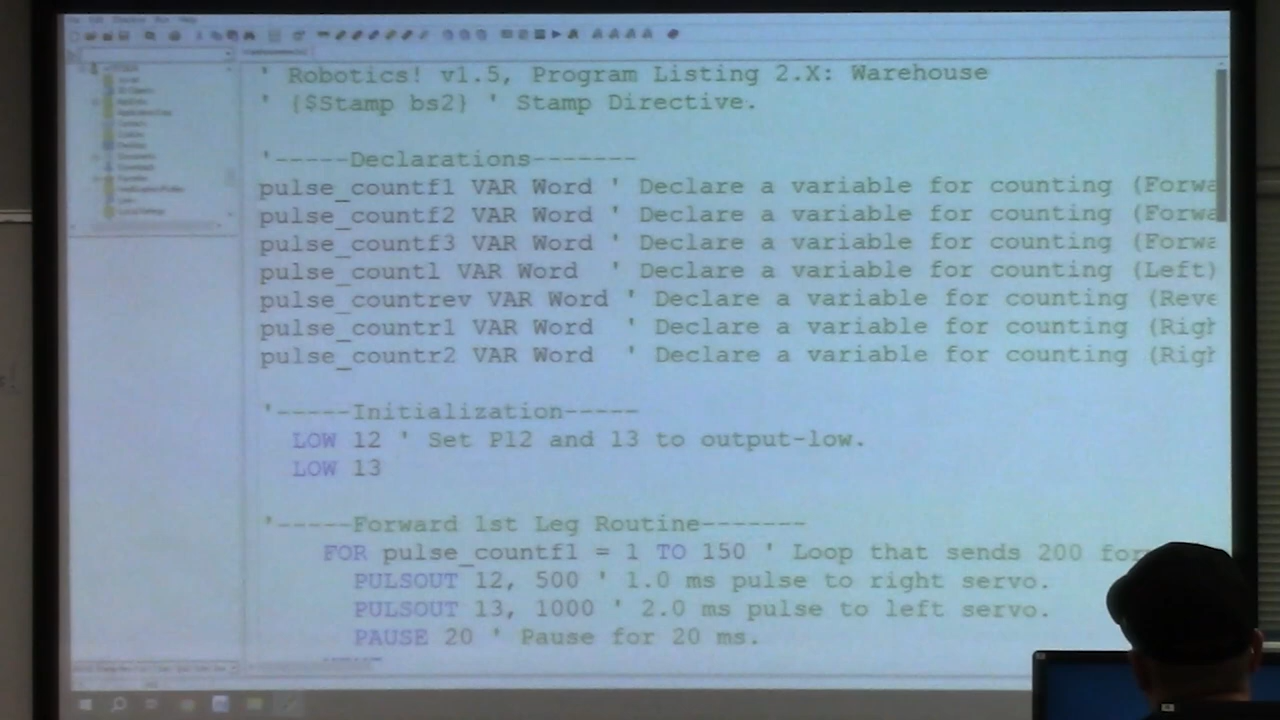 ' Robotics! v1.5, Program Listing 2.X: Warehouse
' {$Stamp bs2} ' Stamp Directive.
'-----Declarations-------
pulse_countf1 VAR Word ' Declare a variable for counting (Forwa
pulse_countf2 VAR Word ' Declare a variable for counting (Forwa
pulse_countf3 VAR Word ' Declare a variable for counting (Forwa
pulse_countl VAR Word ' Declare a variable for counting (Left)
pulse_countrev VAR Word ' Declare a variable for counting (Reve
pulse_countr1 VAR Word ' Declare a variable for counting (Righ
pulse_countr2 VAR Word ' Declare a variable for counting (Righ
'-----Initialization-----
LOW 12 ' Set P12 and 13 to output-low.
LOW 13
'-----Forward 1st Leg Routine-------
FOR pulse_countf1 = 1 TO 150 ' Loop that sends 200 for
PULSOUT 12, 500 ' 1.0 ms pulse to right servo.
PULSOUT 13, 1000 ' 2.0 ms pulse to left servo.
PAUSE 20 ' Pause for 20 ms.